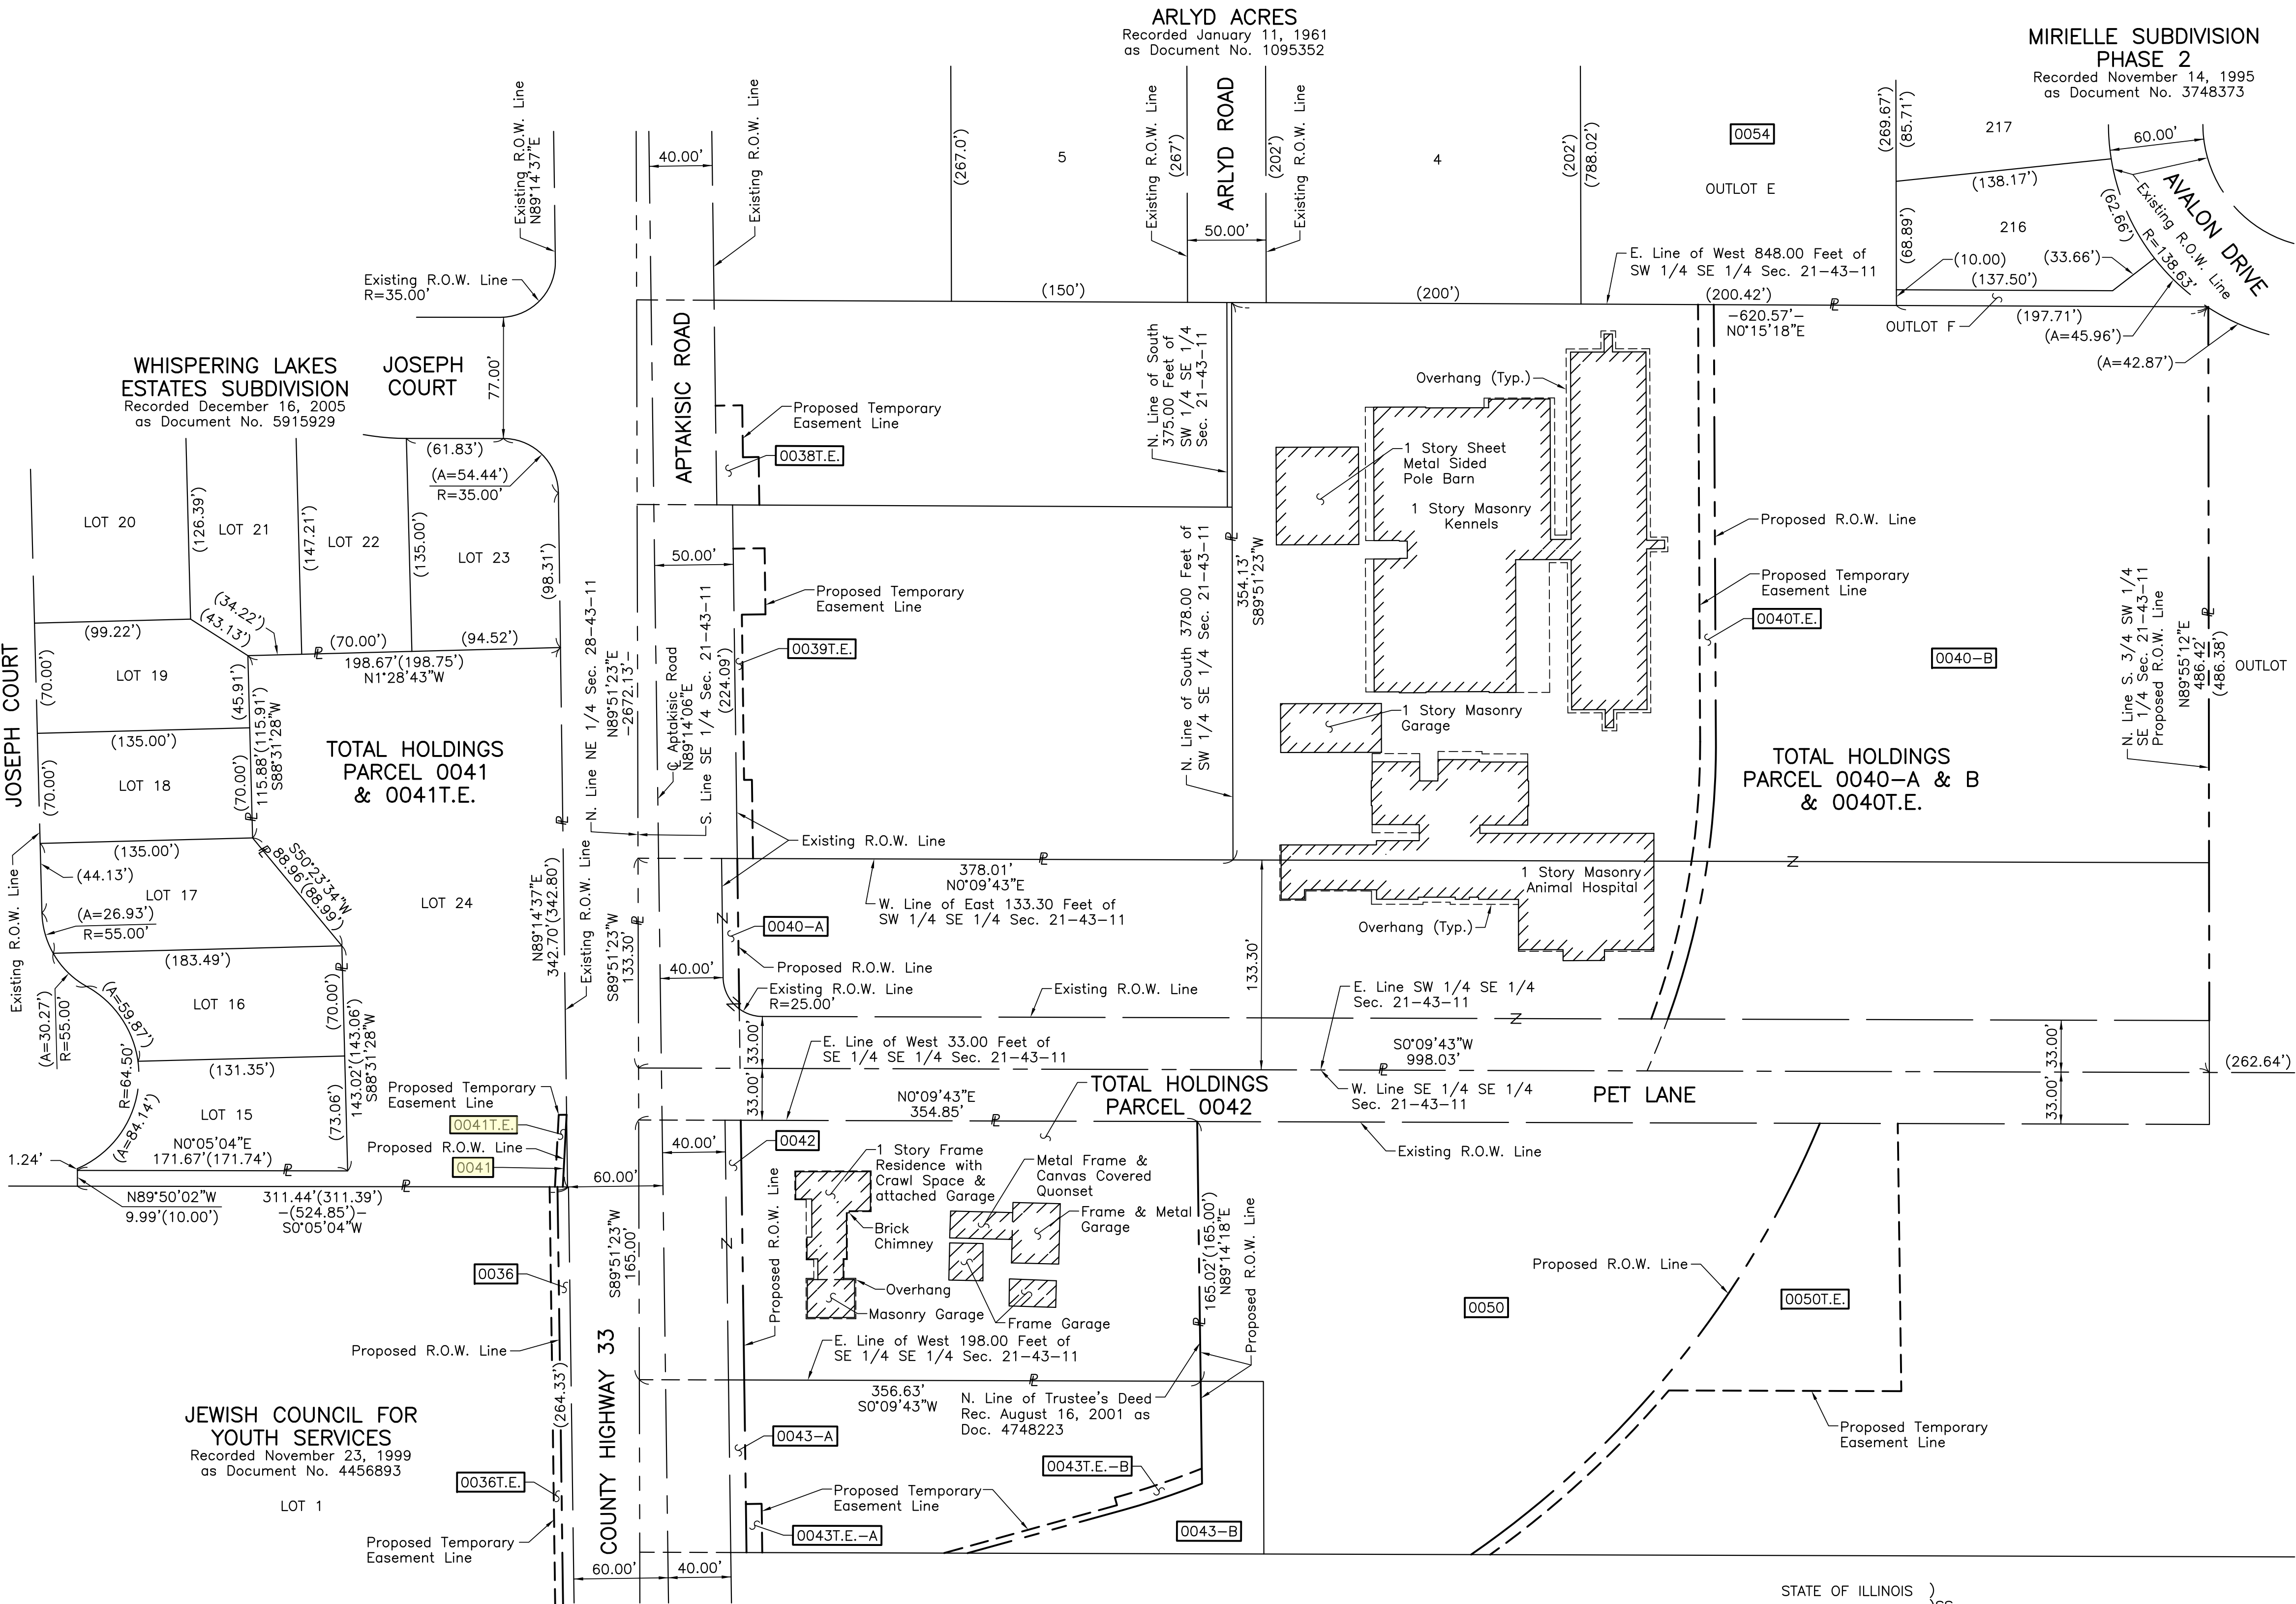 ARLYD ACRES
Recorded January 11, 1961
as Document No. 1095352
MIRIELLE SUBDIVISION
PHASE 2
Recorded November 14, 1995
as Document No. 3748373
Existing R.O.W. Line
N89°14'37"E
40.00'
Existing R.O.W. Line
(267.0')
5
Existing R.O.W. Line
(267')
ARLYD ROAD
(202')
Existing R.O.W. Line
50.00'
4
(202')
(788.02')
0054
OUTLOT E
(269.67')
(85.71')
217
60.00'
(138.17')
AVALON DRIVE
Existing R.O.W. Line
R=138.63'
(62.66')
216
(68.89')
(10.00)
(33.66')
(137.50')
E. Line of West 848.00 Feet of
SW 1/4 SE 1/4 Sec. 21-43-11
(150')
(200')
(200.42')
℄
-620.57'-
N0°15'18"E
OUTLOT F
(197.71')
(A=45.96')
(A=42.87')
Existing R.O.W. Line
R=35.00'
77.00'
WHISPERING LAKES
ESTATES SUBDIVISION
Recorded December 16, 2005
as Document No. 5915929
JOSEPH
COURT
APTAKISIC ROAD
N. Line of South
375.00 Feet of
SW 1/4 SE 1/4
Sec. 21-43-11
Overhang (Typ.)
Proposed Temporary
Easement Line
0038T.E.
1 Story Sheet
Metal Sided
Pole Barn
1 Story Masonry
Kennels
(61.83')
(A=54.44')
R=35.00'
LOT 20
(126.39')
LOT 21
(147.21')
LOT 22
(135.00')
LOT 23
(98.31')
50.00'
Proposed Temporary
Easement Line
0039T.E.
N. Line of South 378.00 Feet of
SW 1/4 SE 1/4 Sec. 21-43-11
354.13'
S89°51'23"W
Proposed R.O.W. Line
Proposed Temporary
Easement Line
0040T.E.
0040-B
N. Line S. 3/4 SW 1/4
SE 1/4 Sec. 21-43-11
Proposed R.O.W. Line
N89°55'12"E
486.42'
(486.38')
OUTLOT
(34.22')
(43.13')
(99.22')
(70.00')
(94.52')
198.67'(198.75')
N1°28'43"W
N. Line NE 1/4 Sec. 28-43-11
N89°51'23"E
-2672.13'-
℄ Aptakisic Road
N89°14'06"E
S. Line SE 1/4 Sec. 21-43-11
(224.09')
JOSEPH COURT
(70.00')
LOT 19
(45.91')
115.88'(115.91')
S88°31'28"W
(135.00')
(70.00')
LOT 18
(70.00')
TOTAL HOLDINGS
PARCEL 0041
& 0041T.E.
1 Story Masonry
Garage
TOTAL HOLDINGS
PARCEL 0040-A & B
& 0040T.E.
Existing R.O.W. Line
(135.00')
S50°23'34"W
88.96'(88.99')
(44.13')
LOT 17
(A=26.93')
R=55.00'
LOT 24
N89°14'37"E
342.70'(342.80')
Existing R.O.W. Line
S89°51'23"W
133.30'
Existing R.O.W. Line
378.01'
N0°09'43"E
W. Line of East 133.30 Feet of
SW 1/4 SE 1/4 Sec. 21-43-11
0040-A
1 Story Masonry
Animal Hospital
Overhang (Typ.)
Existing R.O.W. Line
(183.49')
Proposed R.O.W. Line
40.00'
Existing R.O.W. Line
R=25.00'
Existing R.O.W. Line
133.30'
E. Line SW 1/4 SE 1/4
Sec. 21-43-11
(A=30.27')
R=55.00'
(A=59.87')
R=64.50'
LOT 16
(70.00')
143.02'(143.06')
S88°31'28"W
(131.35')
33.00'
E. Line of West 33.00 Feet of
SE 1/4 SE 1/4 Sec. 21-43-11
S0°09'43"W
998.03'
33.00'
(262.64')
33.00'
TOTAL HOLDINGS
PARCEL 0042
W. Line SE 1/4 SE 1/4
Sec. 21-43-11
PET LANE
33.00'
LOT 15
(73.06')
(A=84.14')
Proposed Temporary
Easement Line
0041T.E.
Proposed R.O.W. Line
0041
N0°09'43"E
354.85'
Existing R.O.W. Line
N0°05'04"E
171.67'(171.74')
1.24'
N89°50'02"W
9.99'(10.00')
311.44'(311.39')
-(524.85')-
S0°05'04"W
60.00'
40.00'
0042
1 Story Frame
Residence with
Crawl Space &
attached Garage
Metal Frame &
Canvas Covered
Quonset
Frame & Metal
Garage
Brick
Chimney
Proposed R.O.W. Line
S89°51'23"W
165.00'
165.02'(165.00')
N89°14'18"E
Proposed R.O.W. Line
0036
Overhang
Masonry Garage
Frame Garage
Proposed R.O.W. Line
0050
0050T.E.
Proposed R.O.W. Line
(264.33')
COUNTY HIGHWAY 33
E. Line of West 198.00 Feet of
SE 1/4 SE 1/4 Sec. 21-43-11
356.63'
S0°09'43"W
N. Line of Trustee's Deed
Rec. August 16, 2001 as
Doc. 4748223
Proposed Temporary
Easement Line
JEWISH COUNCIL FOR
YOUTH SERVICES
Recorded November 23, 1999
as Document No. 4456893
LOT 1
0043-A
0043T.E.-B
0036T.E.
Proposed Temporary
Easement Line
0043T.E.-A
0043-B
Proposed Temporary
Easement Line
60.00'
40.00'
STATE OF ILLINOIS )